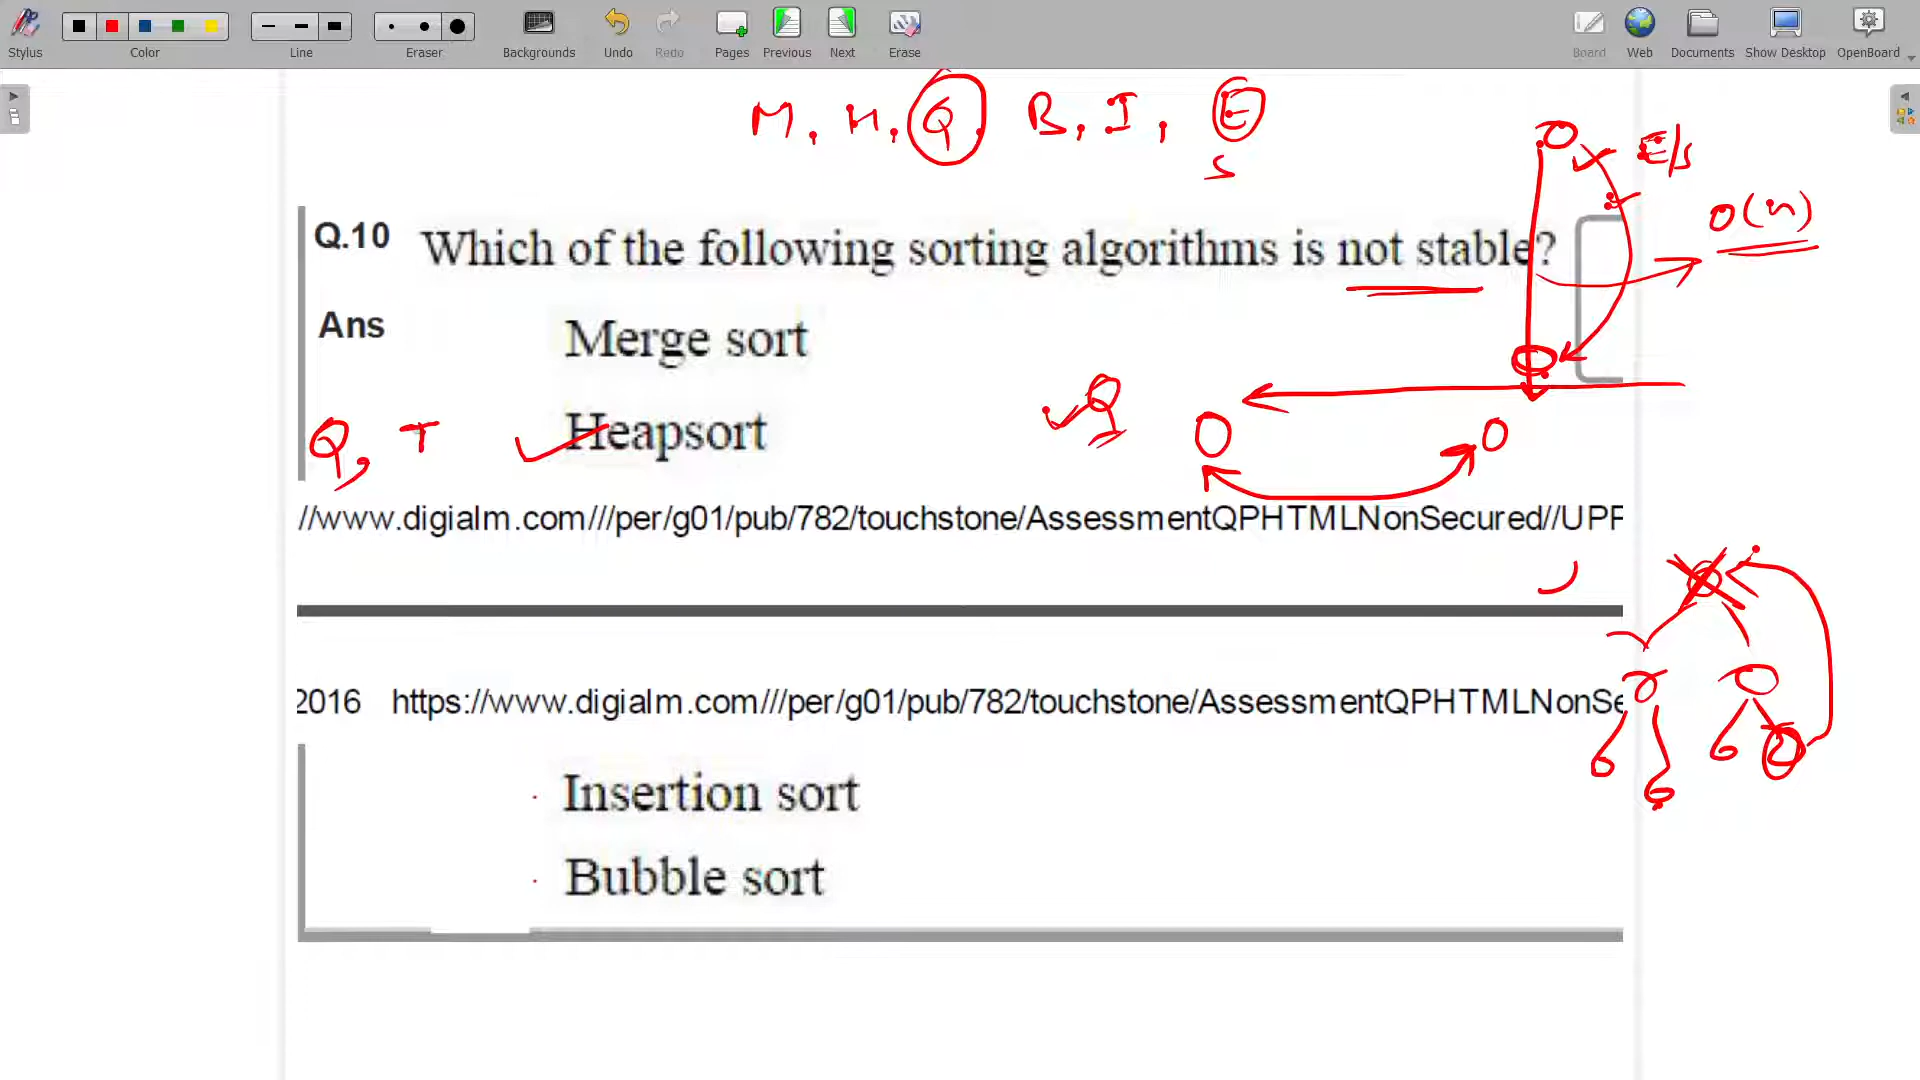 Stylus Color Line Eraser Backgrounds Undo Redo Pages Previous Next Erase Board Web Documents Show Desktop OpenBoard
M, H, Q, B, I, E
S
E/S
O(n)
Q.10 Which of the following sorting algorithms is not stable?
Ans Merge sort
Q
Q, T Heapsort
//www.digialm.com///per/g01/pub/782/touchstone/AssessmentQPHTMLNonSecured//UPF
2016 https://www.digialm.com///per/g01/pub/782/touchstone/AssessmentQPHTMLNonSe
Insertion sort
Bubble sort